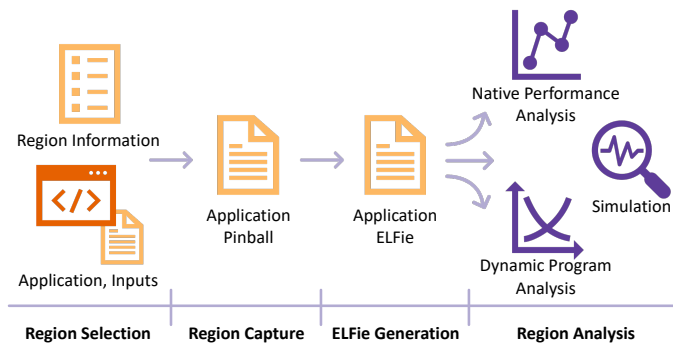 Region Information
</>
Application, Inputs
Application
Pinball
Application
ELFie
Native Performance
Analysis
Simulation
Dynamic Program
Analysis
Region Selection
Region Capture
ELFie Generation
Region Analysis